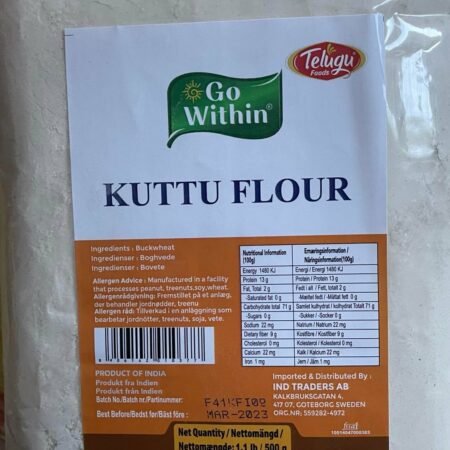 Telugu
Foods
Go
Within®
KUTTU FLOUR
Ingredients : Buckwheat
Ingredienser : Boghvede
Ingredienser : Bovete
Allergen Advice : Manufactured in a facility
that processes peanut, treenuts,soy,wheat.
Allergenrådgivning: Fremstillet på et anlæg,
der behandler jordnødder, treenu
Allergen råd: Tillverkad i en anläggning som
bearbetar jordnötter, treenuts, soja, vete.
PRODUCT OF INDIA
Produkt fra Indien
Produkt från Indien
Batch No./Batch nr./Partinummer:
F41KFI08
Best Before/Bedst før/Bäst före :
MAR-2023
Nutritional Information
(100g)
Energy 1480 KJ
Protein 13 g
Fat, Total 2 g
-Saturated fat 0 g
Carbohydrate total 71 g
-Sugars 0 g
Sodium 22 mg
Dietary fiber 9 g
Cholesterol 0 mg
Calcium 22 mg
Iron 1 mg
Ernæringsinformation /
Näringsinformation(100g)
Energi / Energi 1480 KJ
Protein / Protein 13 g
Fedt i alt / Fett, totalt 2 g
-Mættet fedt / -Mättat fett 0 g
Samlet kulhydrat / kolhydrat Totalt 71 g
-Sukker / -Socker 0 g
Natrium / Natrium 22 mg
Kostfibre / Kostfibrer 9 g
Kolesterol / Kolesterol 0 mg
Kalk / Kalcium 22 mg
Jern / Järn 1 mg
Imported & Distributed By :
IND TRADERS AB
KALKBRUKSGATAN 4,
417 07, GOTEBORG SWEDEN
ORG.NR: 559282-4972
fssai
Net Quantity / Nettomängd /
Nettomængde: 1.1 lb / 500 g